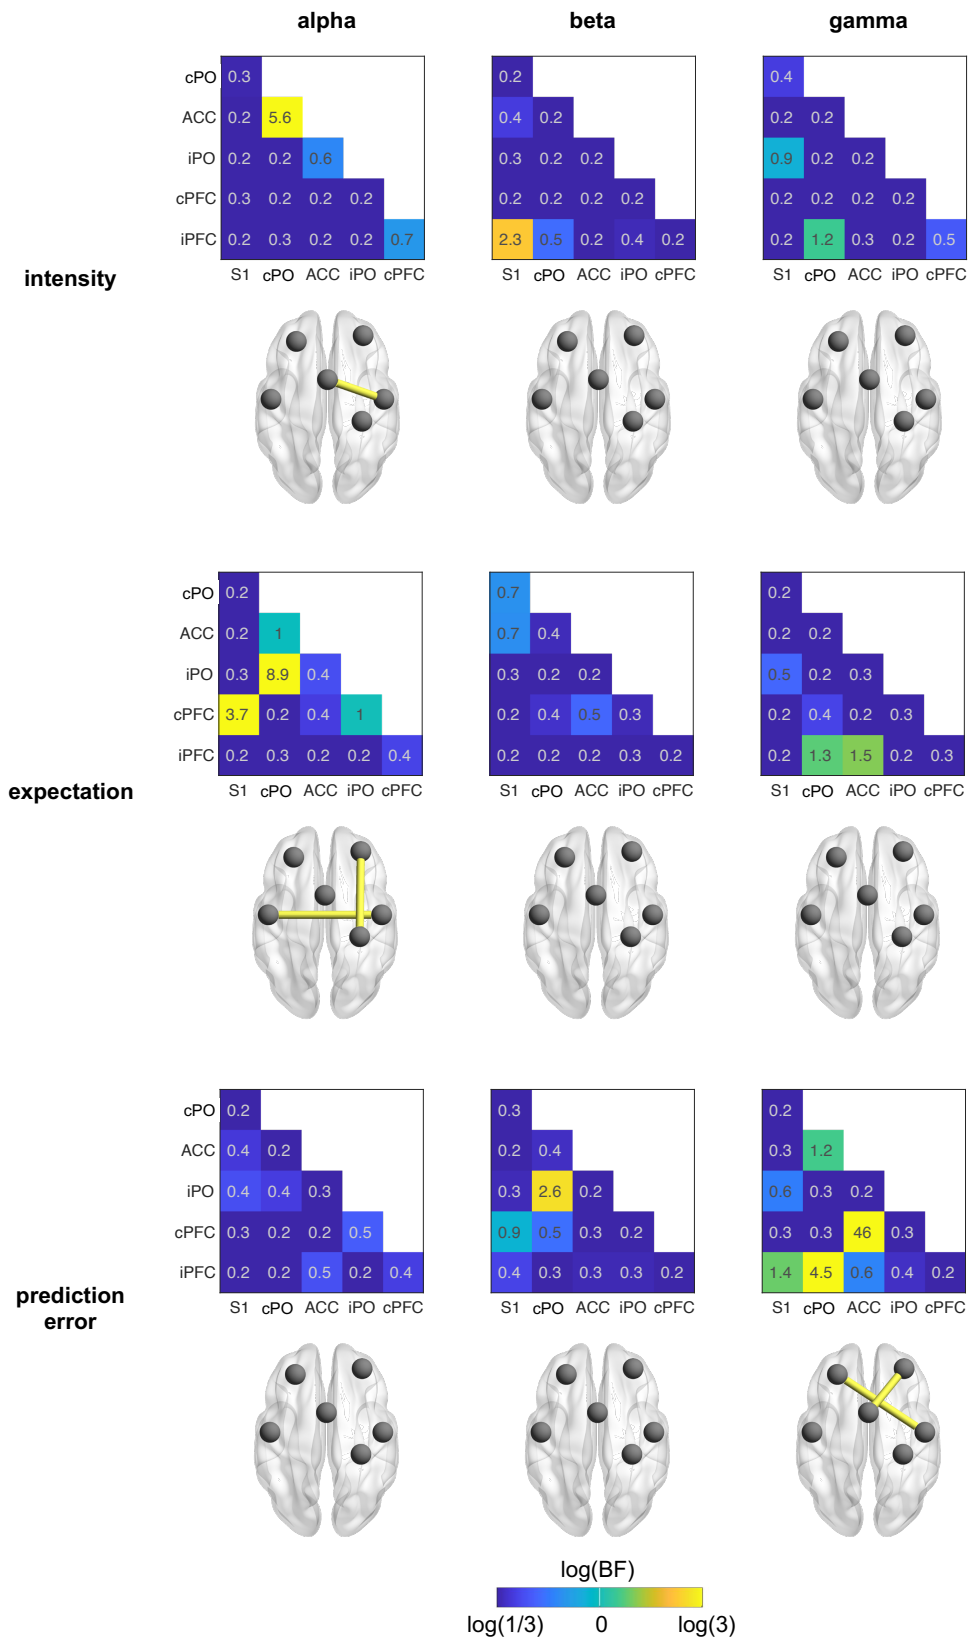 alpha beta gamma
cPO 0.3 0.2 0.4
ACC 0.2 5.6 0.4 0.2 0.2 0.2
iPO 0.2 0.2 0.6 0.3 0.2 0.2 0.9 0.2 0.2
cPFC 0.3 0.2 0.2 0.2 0.2 0.2 0.2 0.2 0.2 0.2 0.2 0.2
iPFC 0.2 0.3 0.2 0.2 0.7 2.3 0.5 0.2 0.4 0.2 0.2 1.2 0.3 0.2 0.5
S1 cPO ACC iPO cPFC S1 cPO ACC iPO cPFC S1 cPO ACC iPO cPFC
intensity
cPO 0.2 0.7 0.2
ACC 0.2 1 0.7 0.4 0.2 0.2
iPO 0.3 8.9 0.4 0.3 0.2 0.2 0.5 0.2 0.3
cPFC 3.7 0.2 0.4 1 0.2 0.4 0.5 0.3 0.2 0.4 0.2 0.3
iPFC 0.2 0.3 0.2 0.2 0.4 0.2 0.2 0.2 0.3 0.2 0.2 1.3 1.5 0.2 0.3
S1 cPO ACC iPO cPFC S1 cPO ACC iPO cPFC S1 cPO ACC iPO cPFC
expectation
cPO 0.2 0.3 0.2
ACC 0.4 0.2 0.2 0.4 0.3 1.2
iPO 0.4 0.4 0.3 0.3 2.6 0.2 0.6 0.3 0.2
cPFC 0.3 0.2 0.2 0.5 0.9 0.5 0.3 0.2 0.3 0.3 46 0.3
iPFC 0.2 0.2 0.5 0.2 0.4 0.4 0.3 0.3 0.3 0.2 1.4 4.5 0.6 0.4 0.2
S1 cPO ACC iPO cPFC S1 cPO ACC iPO cPFC S1 cPO ACC iPO cPFC
prediction
error
log(BF)
log(1/3) 0 log(3)